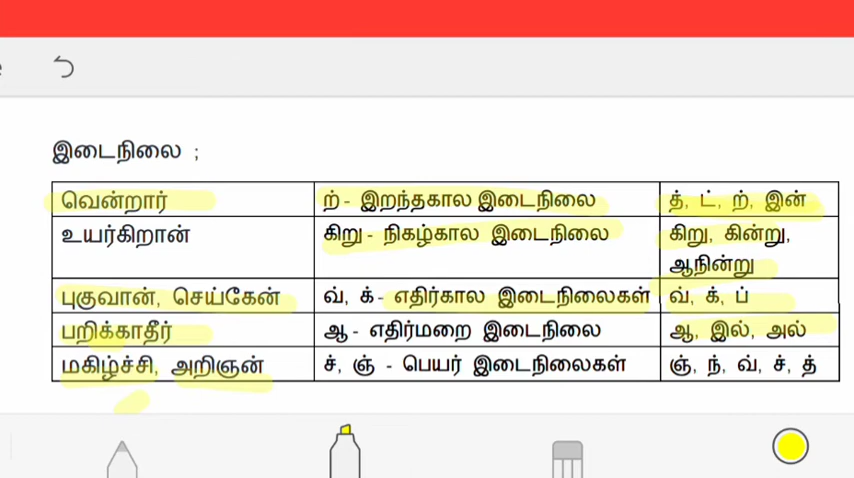 இடைநிலை ;
வென்றார் ற் - இறந்தகால இடைநிலை த், ட், ற், இன்
உயர்கிறான் கிறு - நிகழ்கால இடைநிலை கிறு, கின்று,
ஆநின்று
புகுவான், செய்கேன் வ், க் - எதிர்கால இடைநிலைகள் வ், க், ப்
பறிக்காதீர் ஆ - எதிர்மறை இடைநிலை ஆ, இல், அல்
மகிழ்ச்சி, அறிஞன் ச், ஞ் - பெயர் இடைநிலைகள் ஞ், ந், வ், ச், த்